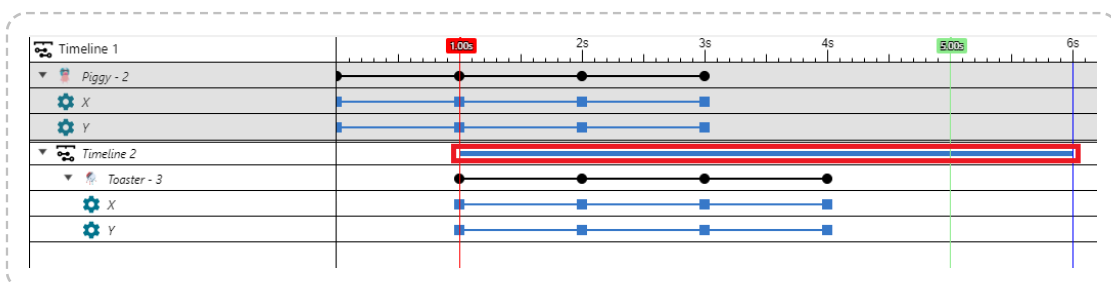 Timeline 1 1.00s 2s 3s 4s 5.00s 6s
Piggy - 2
X
Y
Timeline 2
Toaster - 3
X
Y